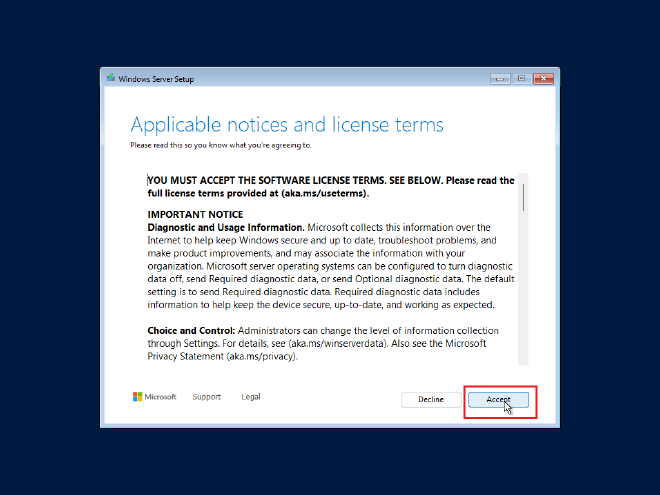 Windows Server Setup
Applicable notices and license terms
Please read this so you know what you're agreeing to.
YOU MUST ACCEPT THE SOFTWARE LICENSE TERMS. SEE BELOW. Please read the
full license terms provided at (aka.ms/useterms).
IMPORTANT NOTICE
Diagnostic and Usage Information. Microsoft collects this information over the
Internet to help keep Windows secure and up to date, troubleshoot problems, and
make product improvements, and may associate the information with your
organization. Microsoft server operating systems can be configured to turn diagnostic
data off, send Required diagnostic data, or send Optional diagnostic data. The default
setting is to send Required diagnostic data. Required diagnostic data includes
information to help keep the device secure, up-to-date, and working as expected.
Choice and Control: Administrators can change the level of information collection
through Settings. For details, see (aka.ms/winserverdata). Also see the Microsoft
Privacy Statement (aka.ms/privacy).
Microsoft Support Legal Decline Accept